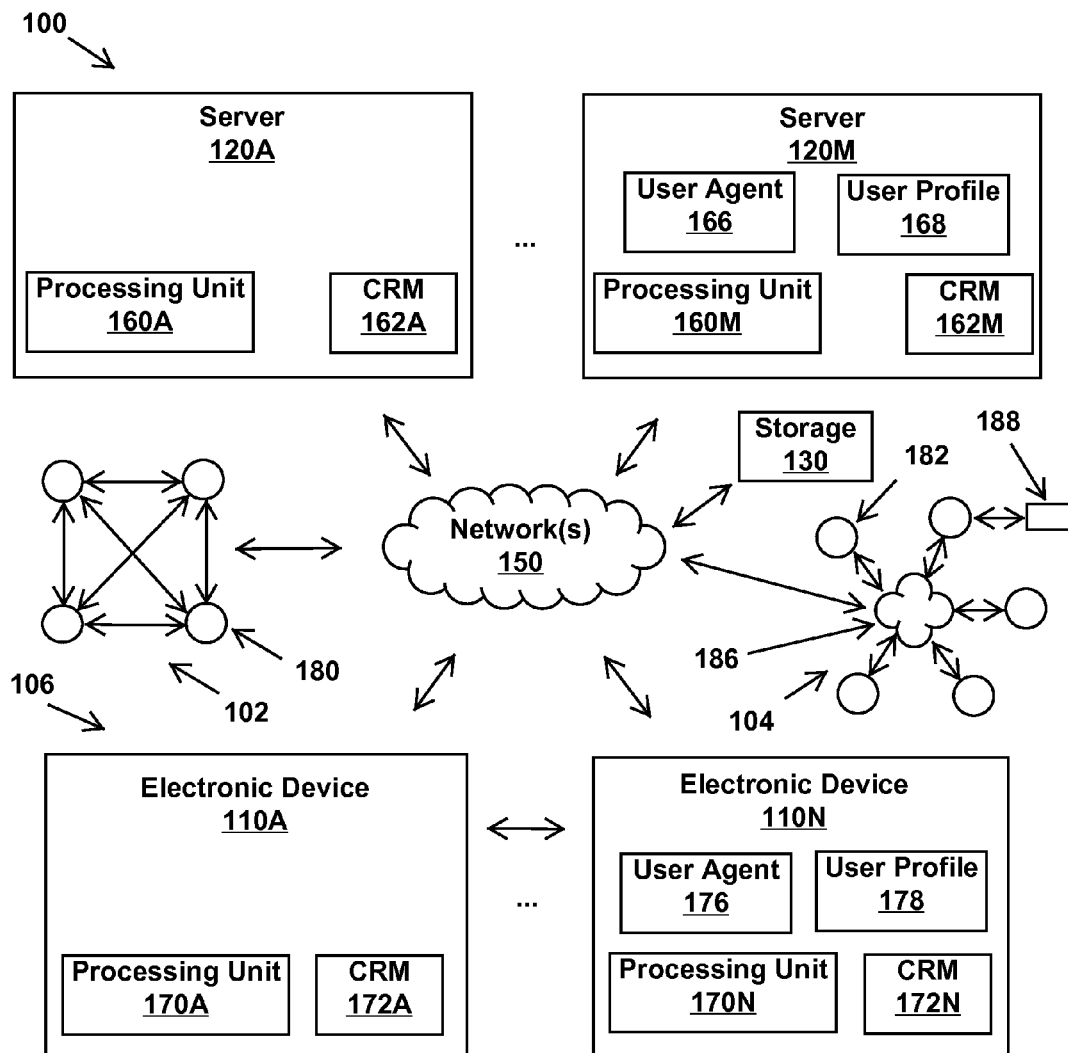 100
Server
120A
Processing Unit
160A
CRM
162A
...
Server
120M
User Agent
166
User Profile
168
Processing Unit
160M
CRM
162M
Storage
130
182
188
Network(s)
150
180
102
106
186
104
Electronic Device
110A
Processing Unit
170A
CRM
172A
...
Electronic Device
110N
User Agent
176
User Profile
178
Processing Unit
170N
CRM
172N